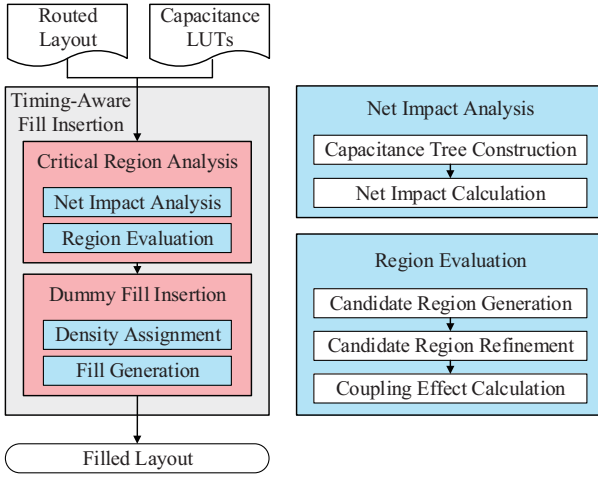 Routed
Layout
Capacitance
LUTs
Timing-Aware
Fill Insertion
Critical Region Analysis
Net Impact Analysis
Region Evaluation
Dummy Fill Insertion
Density Assignment
Fill Generation
Filled Layout
Net Impact Analysis
Capacitance Tree Construction
Net Impact Calculation
Region Evaluation
Candidate Region Generation
Candidate Region Refinement
Coupling Effect Calculation